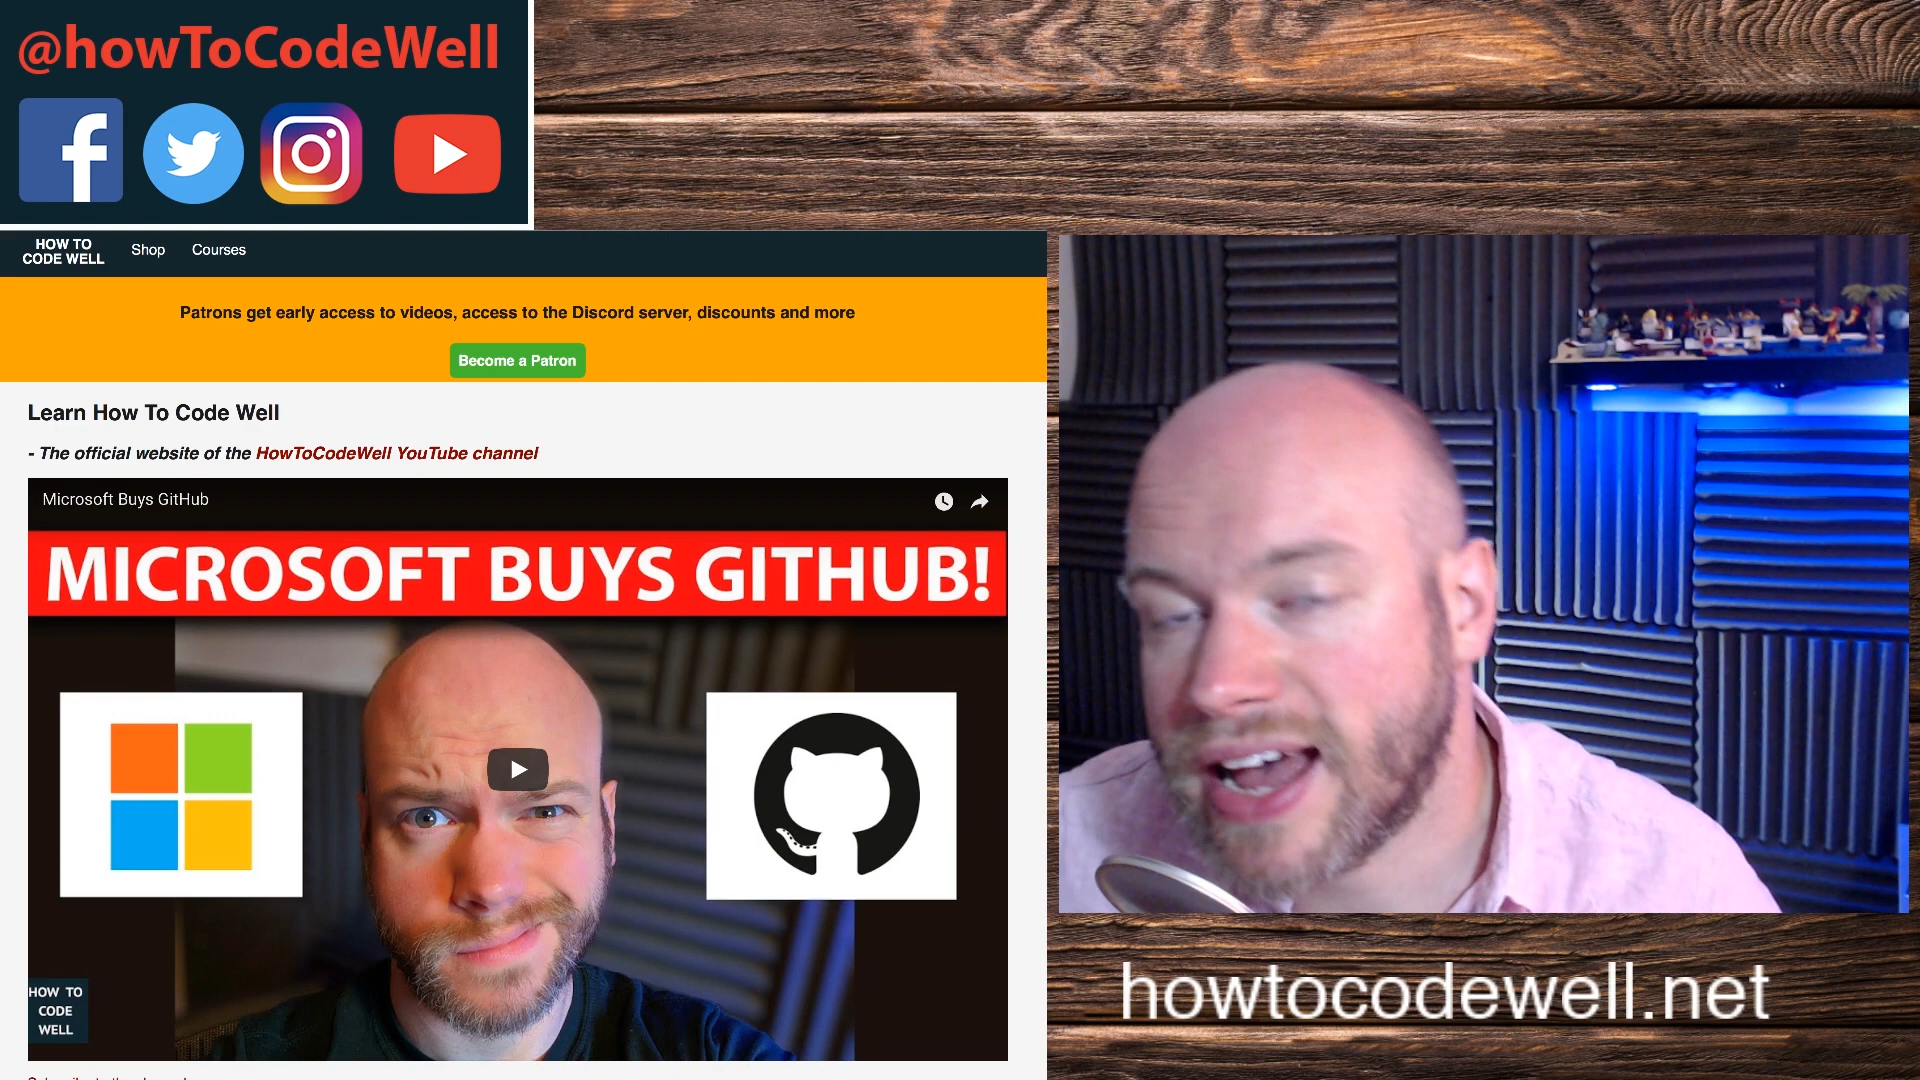 @howToCodeWell
HOW TO
CODE WELL
Shop
Courses
Patrons get early access to videos, access to the Discord server, discounts and more
Become a Patron
Learn How To Code Well
- The official website of the HowToCodeWell YouTube channel
Microsoft Buys GitHub
MICROSOFT BUYS GITHUB!
HOW TO
CODE
WELL
howtocodewell.net